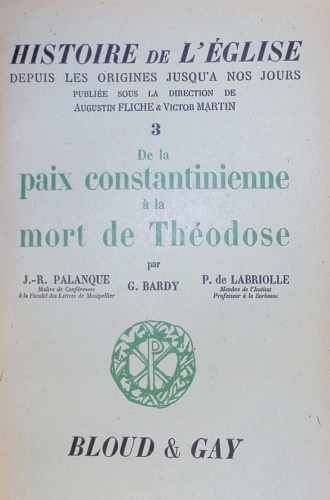 HISTOIRE DE L'ÉGLISE
DEPUIS LES ORIGINES JUSQU'A NOS JOURS
PUBLIÉE SOUS LA DIRECTION DE
AUGUSTIN FLICHE & VICTOR MARTIN
3
De la
paix constantinienne
à la
mort de Théodose
par
J.-R. PALANQUE G. BARDY P. de LABRIOLLE
Maître de Conférences Membre de l'Institut
à la Faculté des Lettres de Montpellier Professeur à la Sorbonne
BLOUD & GAY